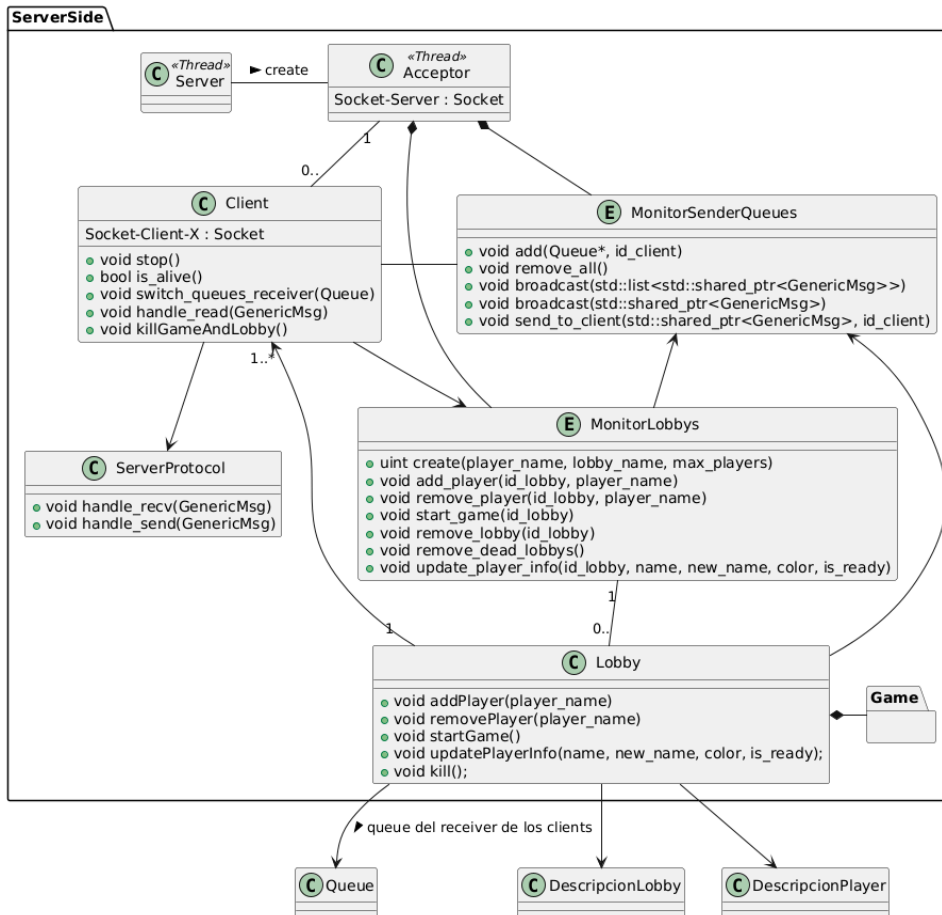 ServerSide
C
«Thread»
Server
create
C
«Thread»
Acceptor
Socket-Server : Socket
1
0..
C Client
Socket-Client-X : Socket
void stop()
bool is_alive()
void switch_queues_receiver(Queue)
void handle_read(GenericMsg)
void killGameAndLobby()
E MonitorSenderQueues
void add(Queue*, id_client)
void remove_all()
void broadcast(std::list<std::shared_ptr<GenericMsg>>)
void broadcast(std::shared_ptr<GenericMsg>)
void send_to_client(std::shared_ptr<GenericMsg>, id_client)
1..*
C ServerProtocol
void handle_recv(GenericMsg)
void handle_send(GenericMsg)
E MonitorLobbys
uint create(player_name, lobby_name, max_players)
void add_player(id_lobby, player_name)
void remove_player(id_lobby, player_name)
void start_game(id_lobby)
void remove_lobby(id_lobby)
void remove_dead_lobbys()
void update_player_info(id_lobby, name, new_name, color, is_ready)
1
0..
1
C Lobby
void addPlayer(player_name)
void removePlayer(player_name)
void startGame()
void updatePlayerInfo(name, new_name, color, is_ready);
void kill();
Game
queue del receiver de los clients
C Queue
C DescripcionLobby
C DescripcionPlayer